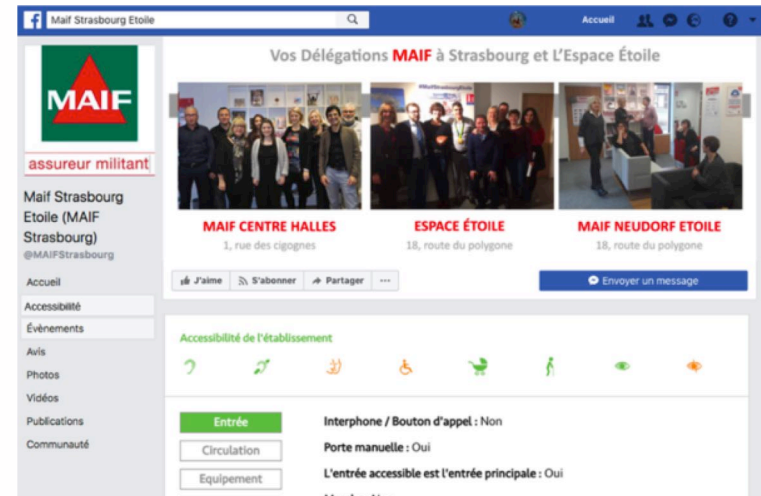 Maif Strasbourg Etoile
Accueil
Vos Délégations MAIF à Strasbourg et L'Espace Étoile
MAIF
assureur militant
MAIF CENTRE HALLES
1, rue des cigognes
ESPACE ÉTOILE
18, route du polygone
MAIF NEUDORF ETOILE
18, route du polygone
Maif Strasbourg
Etoile (MAIF
Strasbourg)
@MAIFStrasbourg
J'aime
S'abonner
Partager
Envoyer un message
Accueil
Accessibilité
Évènements
Avis
Photos
Vidéos
Publications
Communauté
Accessibilité de l'établissement
Entrée
Circulation
Equipement
Interphone / Bouton d'appel : Non
Porte manuelle : Oui
L'entrée accessible est l'entrée principale : Oui